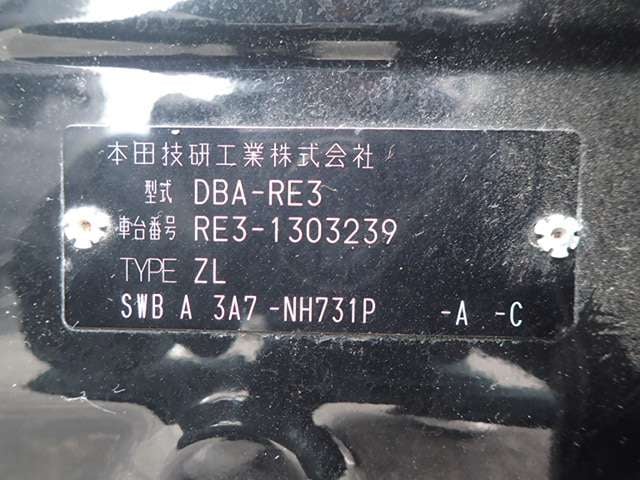 本田技研工業株式会社
型式 DBA-RE3
車台番号 RE3-1303239
TYPE ZL
SWB A 3A7 -NH731P -A -C